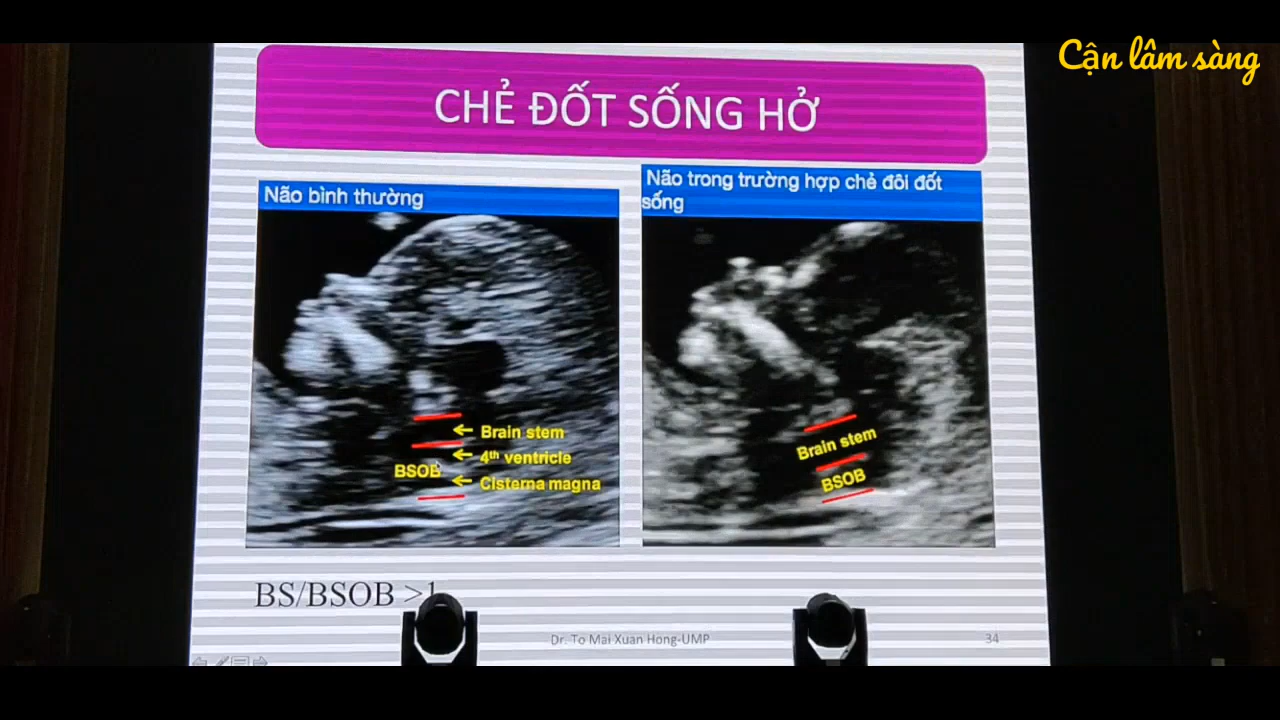 Cận lâm sàng
CHẺ ĐỐT SỐNG HỞ
Não bình thường
Não trong trường hợp chẻ đôi đốt
sống
Brain stem
4th ventricle
BSOB
Cisterna magna
Brain stem
BSOB
BS/BSOB >1
Dr. To Mai Xuan Hong-UMP
34